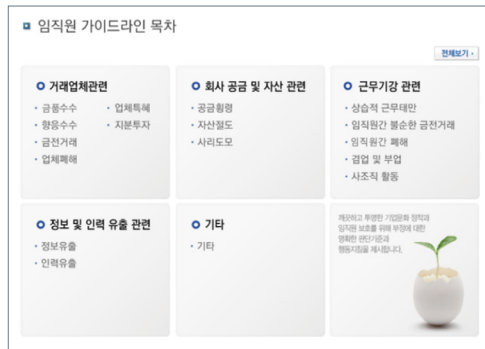 임직원 가이드라인 목차
전체보기
거래업체관련
· 금품수수 · 업체특혜
· 향응수수 · 지분투자
· 금전거래
· 업체폐해
회사 공금 및 자산 관련
· 공금횡령
· 자산절도
· 사리도모
근무기강 관련
· 상습적 근무태만
· 임직원간 불순한 금전거래
· 임직원간 폐해
· 겸업 및 부업
· 사조직 활동
정보 및 인력 유출 관련
· 정보유출
· 인력유출
기타
· 기타
깨끗하고 투명한 기업문화 정착과
임직원 보호를 위해 부정에 대한
명확한 판단기준과
행동지침을 제시합니다.